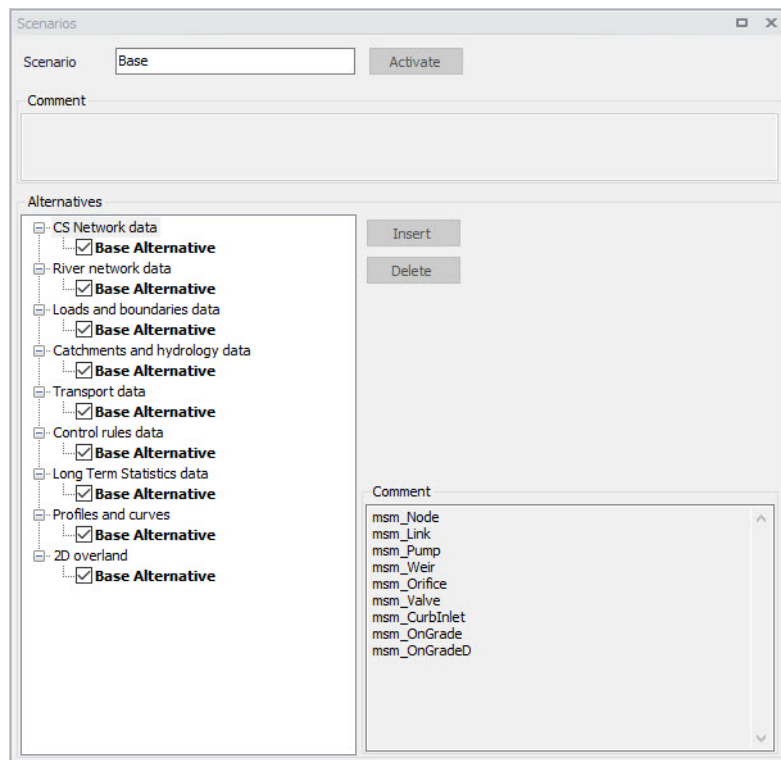 Scenarios
Scenario Base Activate
Comment
Alternatives
CS Network data
Base Alternative
River network data
Base Alternative
Loads and boundaries data
Base Alternative
Catchments and hydrology data
Base Alternative
Transport data
Base Alternative
Control rules data
Base Alternative
Long Term Statistics data
Base Alternative
Profiles and curves
Base Alternative
2D overland
Base Alternative
Insert
Delete
Comment
msm_Node
msm_Link
msm_Pump
msm_Weir
msm_Orifice
msm_Valve
msm_CurbInlet
msm_OnGrade
msm_OnGradeD